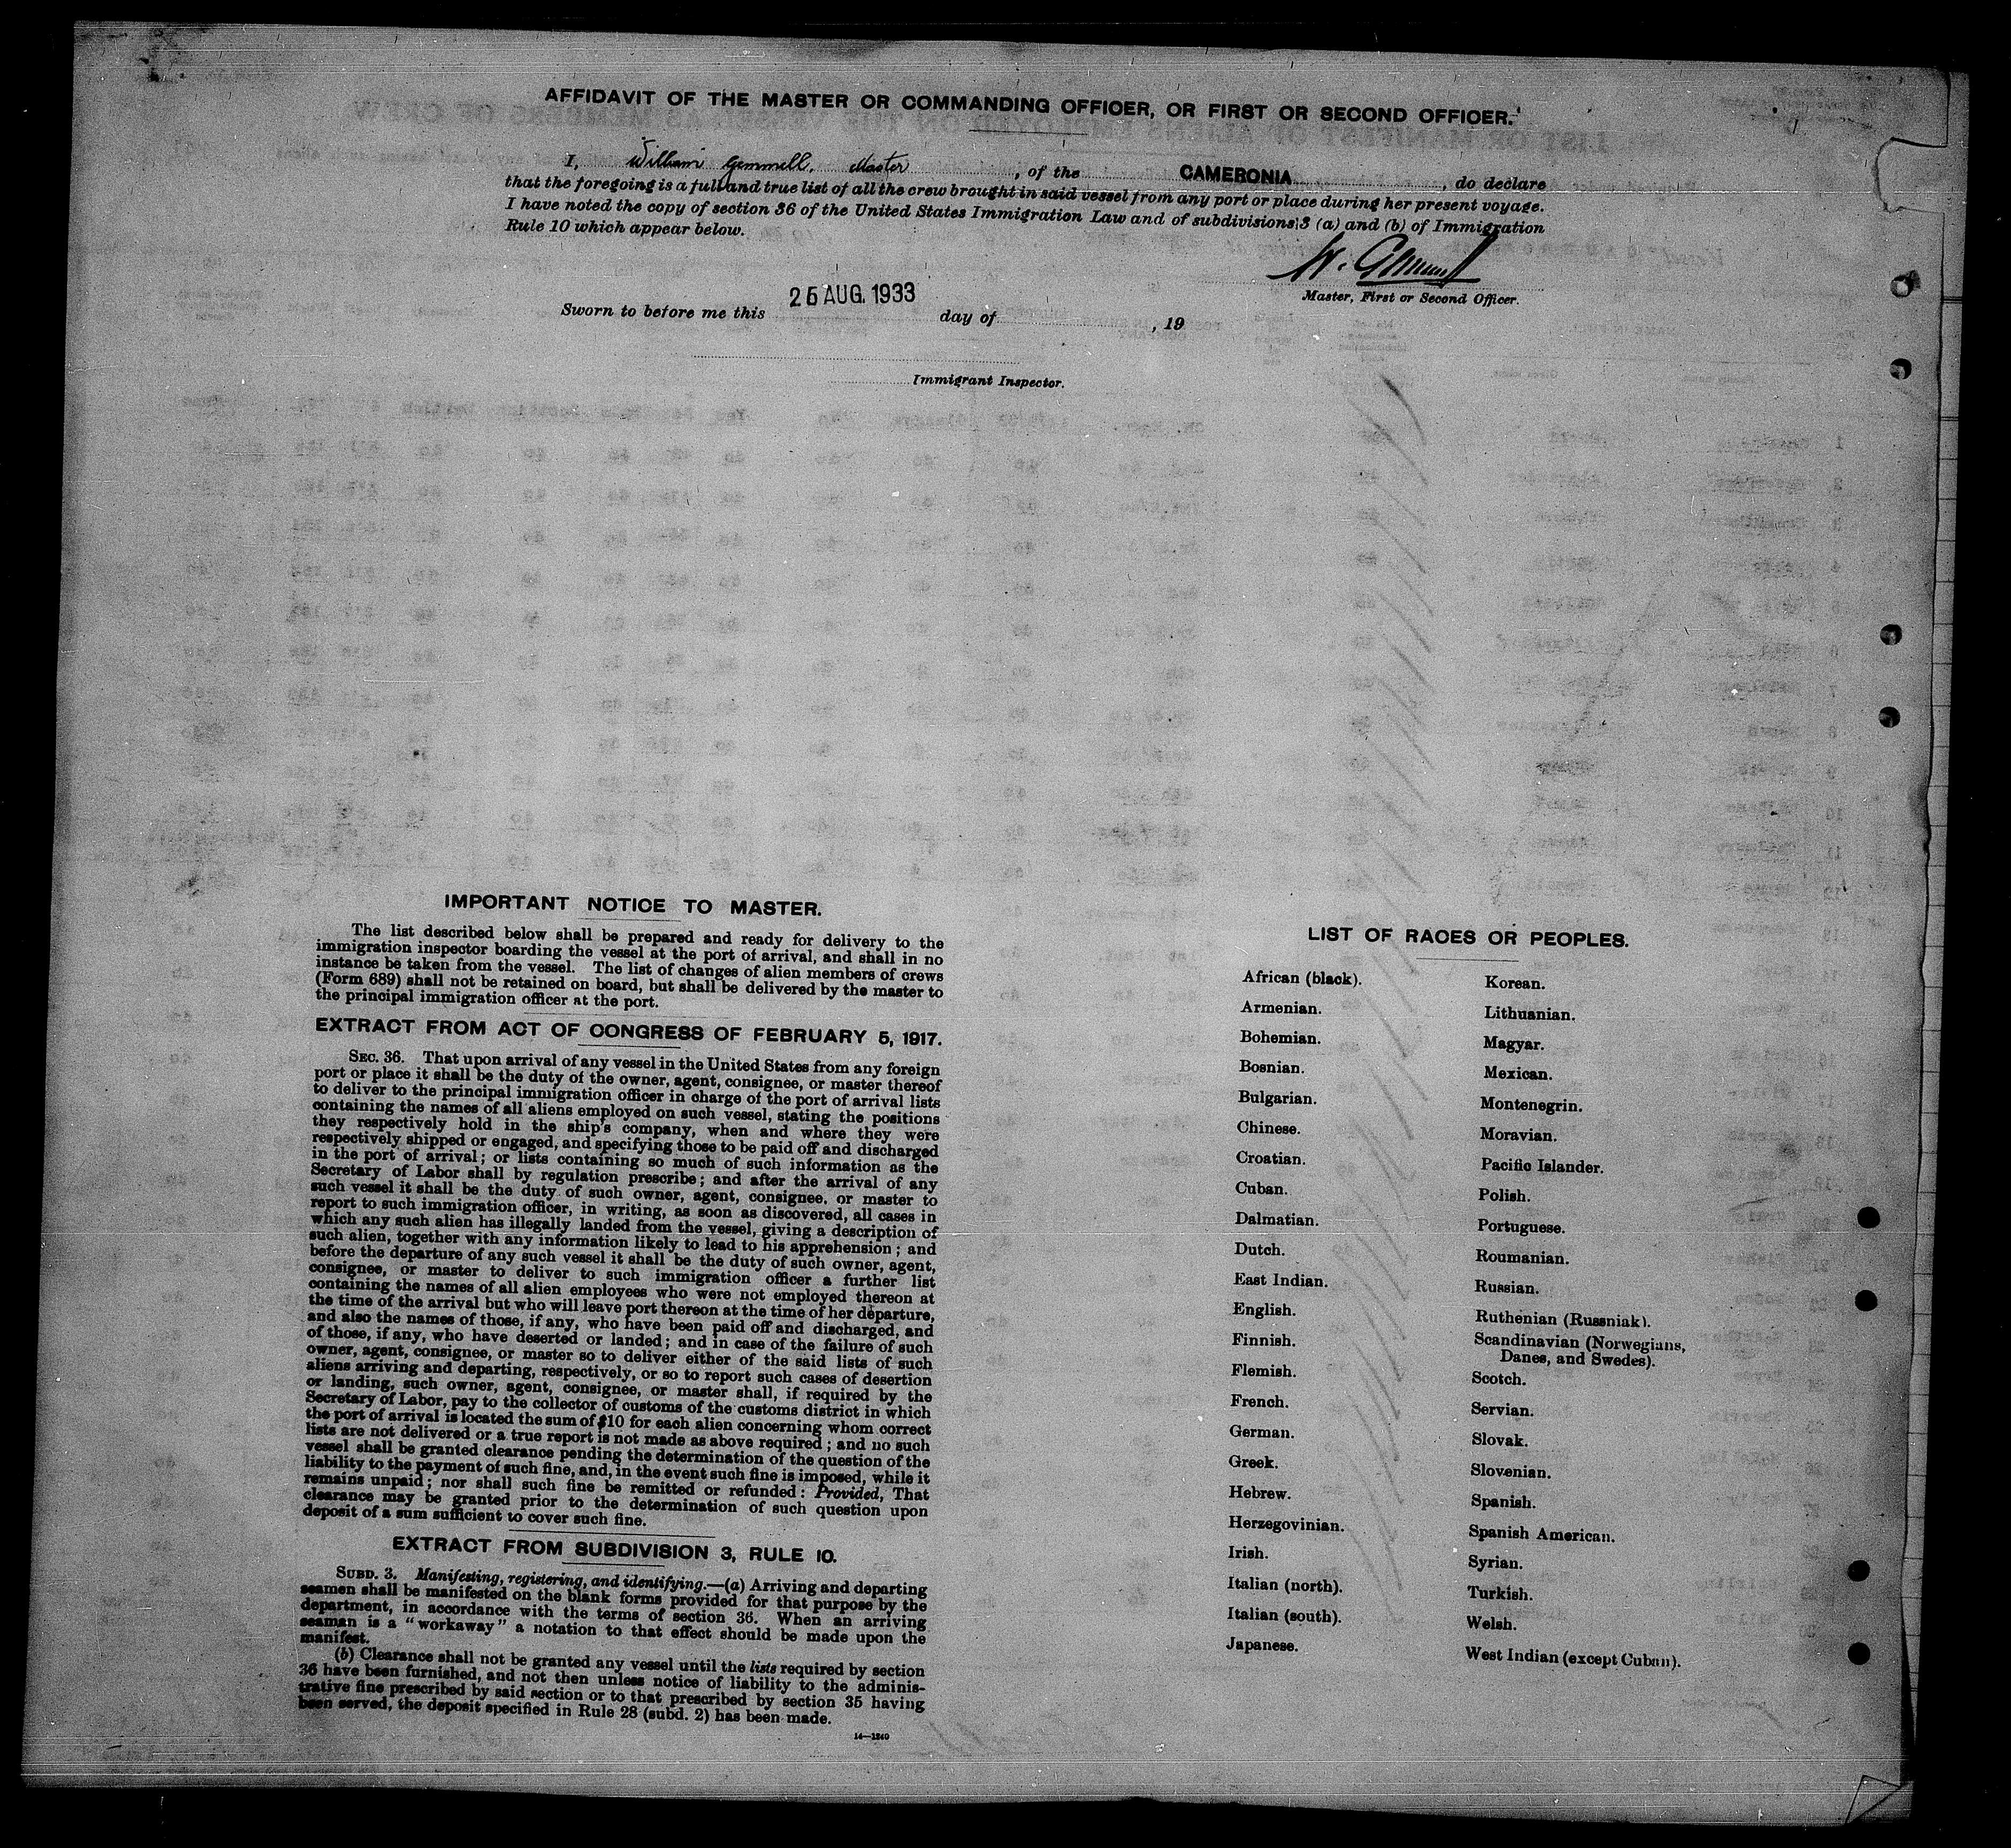 AFFIDAVIT OF THE MASTER OR COMMANDING OFFICER, OR FIRST OR SECOND OFFICER.
I, William Gemmell, Master, of the CAMERONIA, do declare
that the foregoing is a full and true list of all the crew brought in said vessel from any port or place during her present voyage.
I have noted the copy of section 36 of the United States Immigration Law and of subdivisions 3 (a) and (b) of Immigration
Rule 10 which appear below.
W. Gemmell
Master, First or Second Officer.
25 AUG. 1933
Sworn to before me this day of , 19
Immigrant Inspector.
IMPORTANT NOTICE TO MASTER.
The list described below shall be prepared and ready for delivery to the
immigration inspector boarding the vessel at the port of arrival, and shall in no
instance be taken from the vessel. The list of changes of alien members of crews
(Form 689) shall not be retained on board, but shall be delivered by the master to
the principal immigration officer at the port.
EXTRACT FROM ACT OF CONGRESS OF FEBRUARY 5, 1917.
SEC. 36. That upon arrival of any vessel in the United States from any foreign
port or place it shall be the duty of the owner, agent, consignee, or master thereof
to deliver to the principal immigration officer in charge of the port of arrival lists
containing the names of all aliens employed on such vessel, stating the positions
they respectively hold in the ship's company, when and where they were
respectively shipped or engaged, and specifying those to be paid off and discharged
in the port of arrival; or lists containing so much of such information as the
Secretary of Labor shall by regulation prescribe; and after the arrival of any
such vessel it shall be the duty of such owner, agent, consignee, or master to
report to such immigration officer, in writing, as soon as discovered, all cases in
which any such alien has illegally landed from the vessel, giving a description of
such alien, together with any information likely to lead to his apprehension; and
before the departure of any such vessel it shall be the duty of such owner, agent,
consignee, or master to deliver to such immigration officer a further list
containing the names of all alien employees who were not employed thereon at
the time of the arrival but who will leave port thereon at the time of her departure,
and also the names of those, if any, who have been paid off and discharged, and
of those, if any, who have deserted or landed; and in case of the failure of such
owner, agent, consignee, or master so to deliver either of the said lists of such
aliens arriving and departing, respectively, or so to report such cases of desertion
or landing, such owner, agent, consignee, or master shall, if required by the
Secretary of Labor, pay to the collector of customs of the customs district in which
the port of arrival is located the sum of $10 for each alien concerning whom correct
lists are not delivered or a true report is not made as above required; and no such
vessel shall be granted clearance pending the determination of the question of the
liability to the payment of such fine, and, in the event such fine is imposed, while it
remains unpaid; nor shall such fine be remitted or refunded: Provided, That
clearance may be granted prior to the determination of such question upon
deposit of a sum sufficient to cover such fine.
EXTRACT FROM SUBDIVISION 3, RULE 10.
SUBD. 3. Manifesting, registering, and identifying.—(a) Arriving and departing
seamen shall be manifested on the blank forms provided for that purpose by the
department, in accordance with the terms of section 36. When an arriving
seaman is a "workaway" a notation to that effect should be made upon the
manifest.
(b) Clearance shall not be granted any vessel until the lists required by section
36 have been furnished, and not then unless notice of liability to the adminis-
trative fine prescribed by said section or to that prescribed by section 35 having
been served, the deposit specified in Rule 28 (subd. 2) has been made.
14—1240
LIST OF RACES OR PEOPLES.
African (black).
Armenian.
Bohemian.
Bosnian.
Bulgarian.
Chinese.
Croatian.
Cuban.
Dalmatian.
Dutch.
East Indian.
English.
Finnish.
Flemish.
French.
German.
Greek.
Hebrew.
Herzegovinian.
Irish.
Italian (north).
Italian (south).
Japanese.
Korean.
Lithuanian.
Magyar.
Mexican.
Montenegrin.
Moravian.
Pacific Islander.
Polish.
Portuguese.
Roumanian.
Russian.
Ruthenian (Russniak).
Scandinavian (Norwegians,
Danes, and Swedes).
Scotch.
Servian.
Slovak.
Slovenian.
Spanish.
Spanish American.
Syrian.
Turkish.
Welsh.
West Indian (except Cuban).